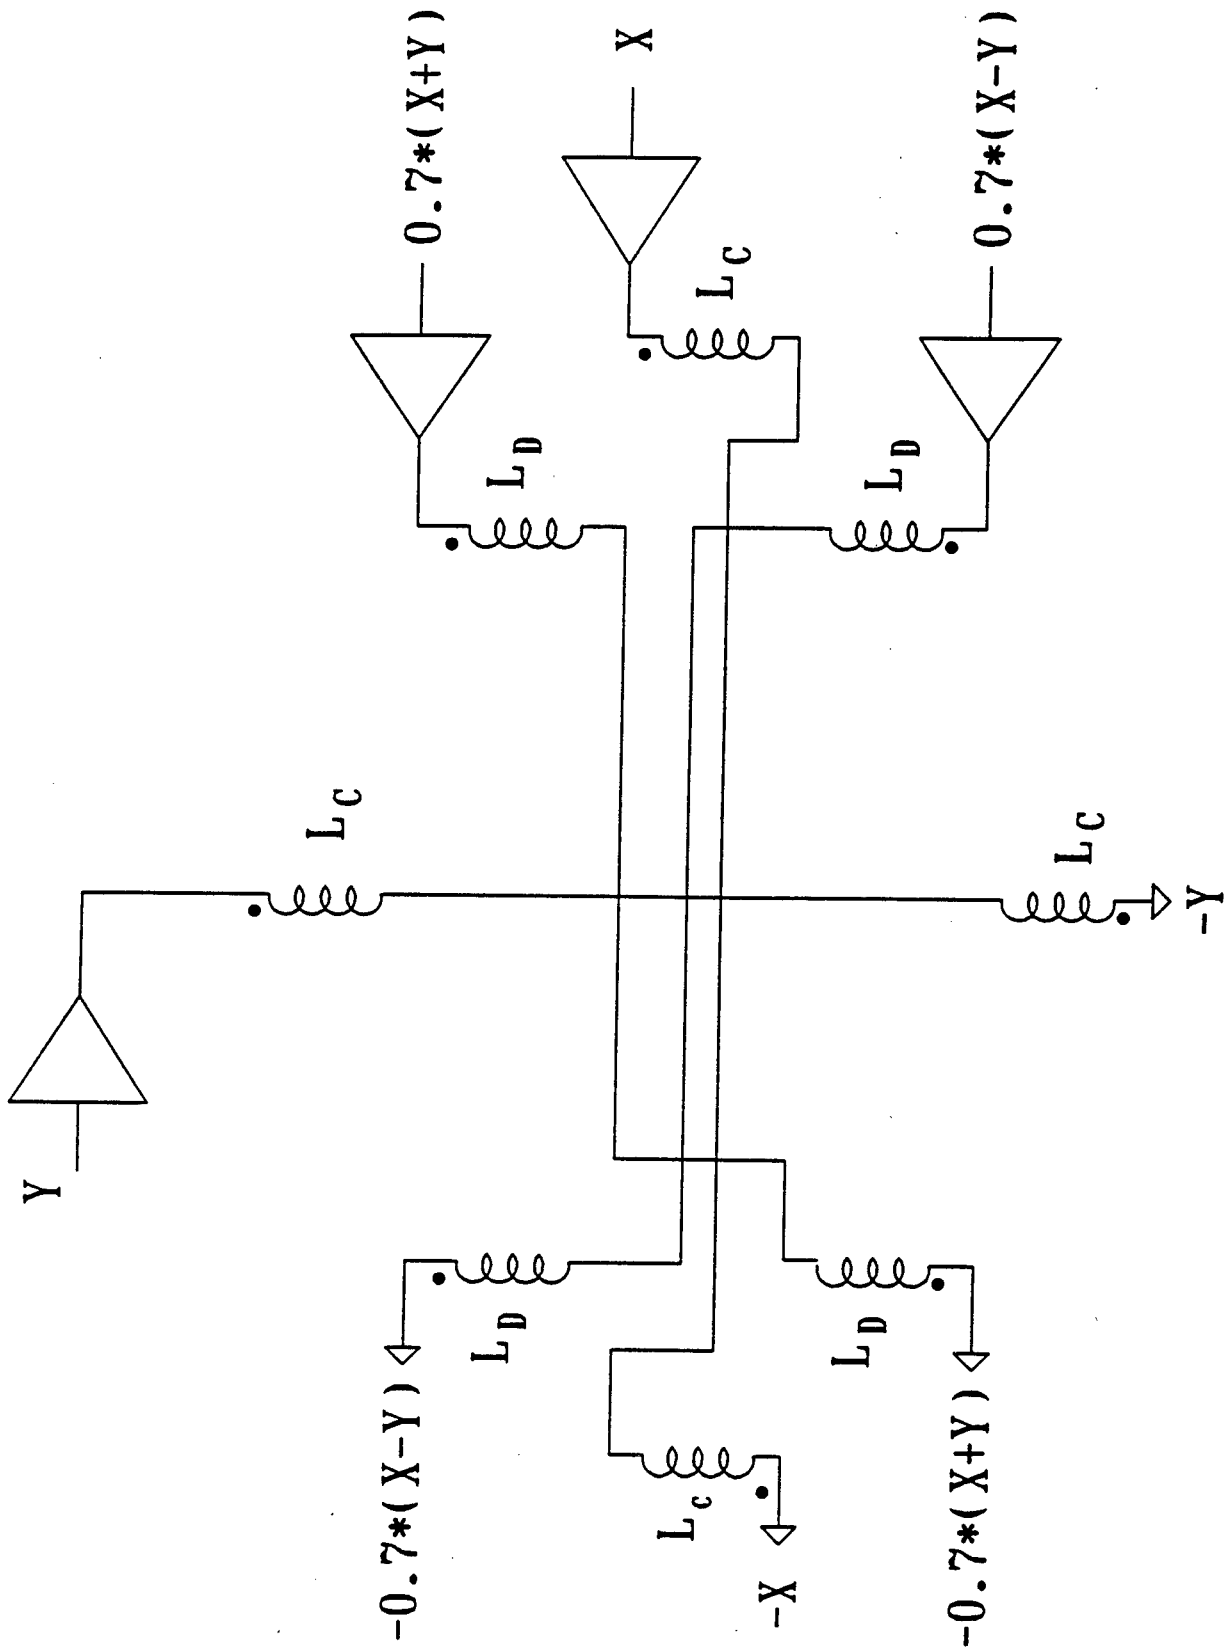 Y
L_C
L_C
-Y
0.7*(X+Y)
L_D
X
L_C
0.7*(X-Y)
L_D
-0.7*(X-Y)
L_D
-X
L_c
-0.7*(X+Y)
L_D